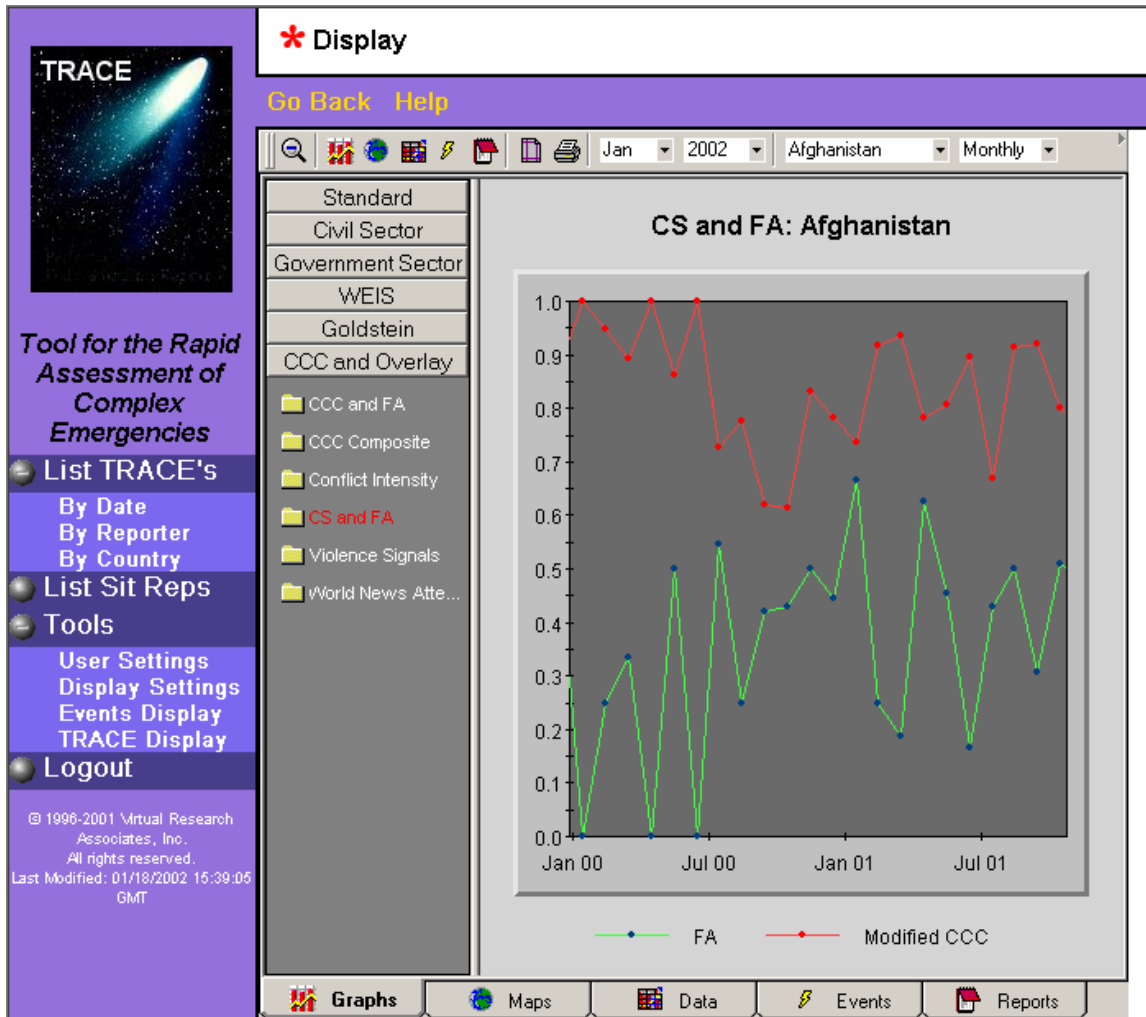 TRACE
Tool for the Rapid
Assessment of
Complex
Emergencies
List TRACE's
By Date
By Reporter
By Country
List Sit Reps
Tools
User Settings
Display Settings
Events Display
TRACE Display
Logout
© 1996-2001 Virtual Research
Associates, Inc.
All rights reserved.
Last Modified: 01/18/2002 15:39:05
GMT
* Display
Go Back Help
Jan 2002 Afghanistan Monthly
Standard
Civil Sector
Government Sector
WEIS
Goldstein
CCC and Overlay
CCC and FA
CCC Composite
Conflict Intensity
CS and FA
Violence Signals
World News Atte...
CS and FA: Afghanistan
1.0
0.9
0.8
0.7
0.6
0.5
0.4
0.3
0.2
0.1
0.0
Jan 00 Jul 00 Jan 01 Jul 01
FA Modified CCC
Graphs Maps Data Events Reports